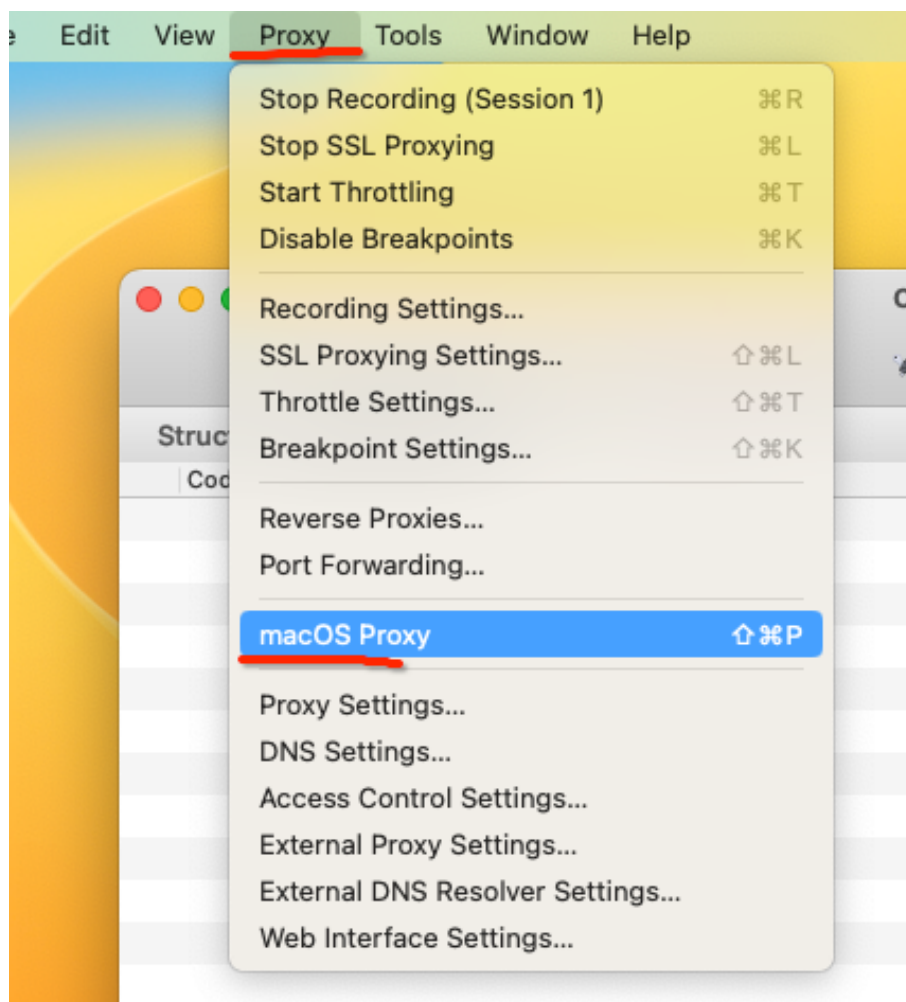 Edit View Proxy Tools Window Help
Stop Recording (Session 1) ⌘R
Stop SSL Proxying ⌘L
Start Throttling ⌘T
Disable Breakpoints ⌘K
Recording Settings...
SSL Proxying Settings... ⇧⌘L
Throttle Settings... ⇧⌘T
Struc
Breakpoint Settings... ⇧⌘K
Cod
Reverse Proxies...
Port Forwarding...
macOS Proxy ⇧⌘P
Proxy Settings...
DNS Settings...
Access Control Settings...
External Proxy Settings...
External DNS Resolver Settings...
Web Interface Settings...